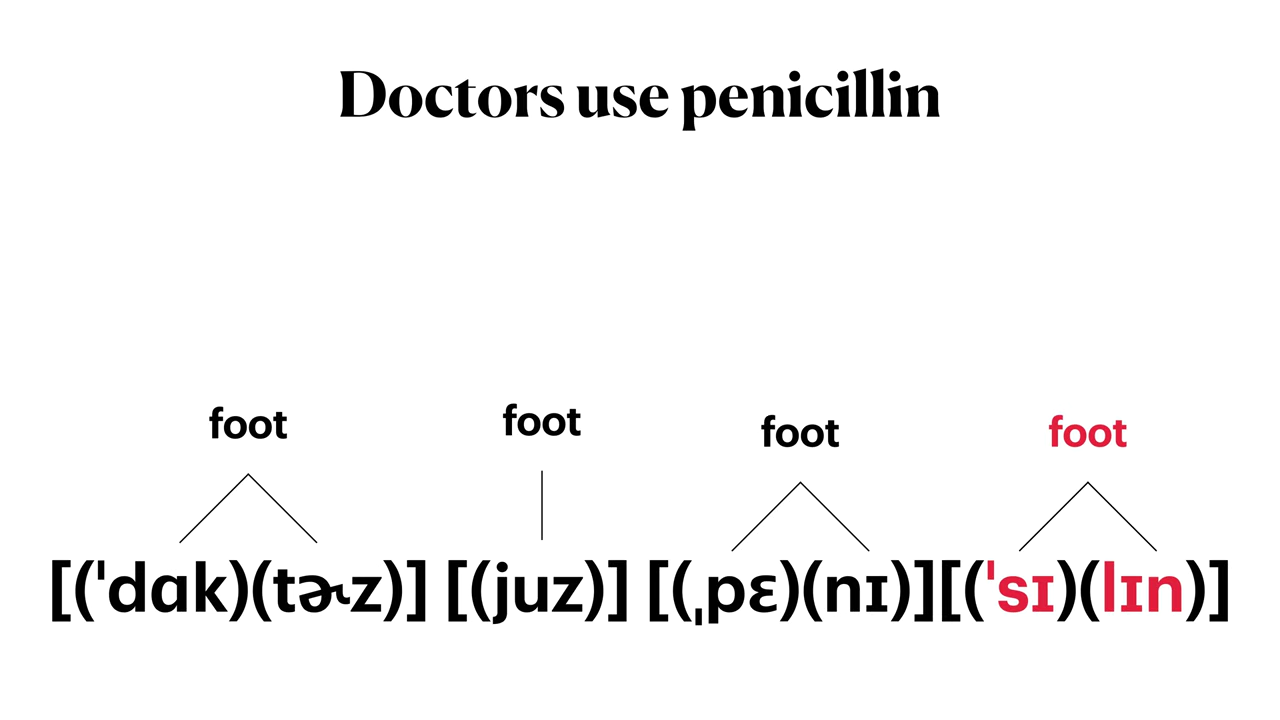 Doctors use penicillin
foot foot foot foot
[(ˈdɑk)(tɚz)] [(juz)] [(ˌpɛ)(nɪ)][(ˈsɪ)(lɪn)]